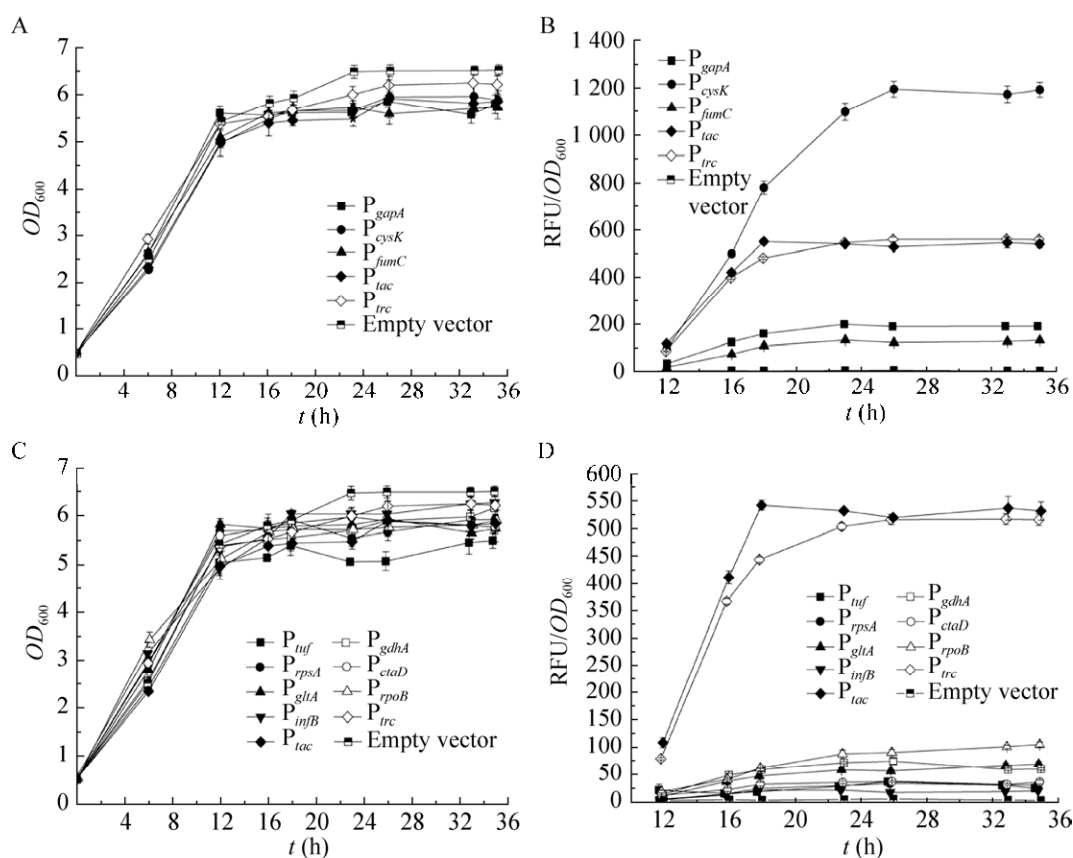 A
7
6
5
4
3
2
1
0
OD600
4 8 12 16 20 24 28 32 36
t (h)
PgapA
PcysK
PfumC
Ptac
Ptrc
Empty vector
B
1 400
1 200
1 000
800
600
400
200
0
RFU/OD600
12 16 20 24 28 32 36
t (h)
PgapA
PcysK
PfumC
Ptac
Ptrc
Empty
vector
C
7
6
5
4
3
2
1
0
OD600
4 8 12 16 20 24 28 32 36
t (h)
Ptuf PgdhA
PrpsA PctaD
PgltA PrpoB
PinfB Ptrc
Ptac Empty vector
D
600
550
500
450
400
350
300
250
200
150
100
50
0
RFU/OD600
12 16 20 24 28 32 36
t (h)
Ptuf PgdhA
PrpsA PctaD
PgltA PrpoB
PinfB Ptrc
Ptac Empty vector